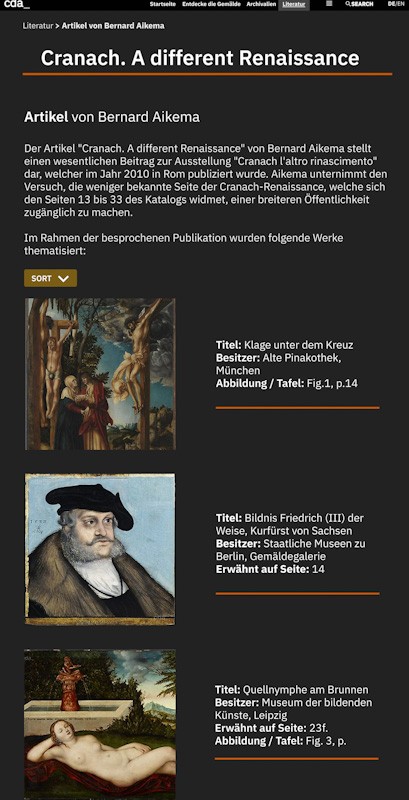 cda_ Startseite Entdecke die Gemälde Archivalien Literatur SEARCH DE/EN
Literatur > Artikel von Bernard Aikema
Cranach. A different Renaissance
Artikel von Bernard Aikema
Der Artikel "Cranach. A different Renaissance" von Bernard Aikema stellt
einen wesentlichen Beitrag zur Ausstellung "Cranach l'altro rinascimento"
dar, welcher im Jahr 2010 in Rom publiziert wurde. Aikema unternimmt den
Versuch, die weniger bekannte Seite der Cranach-Renaissance, welche sich
den Seiten 13 bis 33 des Katalogs widmet, einer breiteren Öffentlichkeit
zugänglich zu machen.
Im Rahmen der besprochenen Publikation wurden folgende Werke
thematisiert:
SORT
Titel: Klage unter dem Kreuz
Besitzer: Alte Pinakothek,
München
Abbildung / Tafel: Fig.1, p.14
Titel: Bildnis Friedrich (III) der
Weise, Kurfürst von Sachsen
Besitzer: Staatliche Museen zu
Berlin, Gemäldegalerie
Erwähnt auf Seite: 14
Titel: Quellnymphe am Brunnen
Besitzer: Museum der bildenden
Künste, Leipzig
Erwähnt auf Seite: 23f.
Abbildung / Tafel: Fig. 3, p.